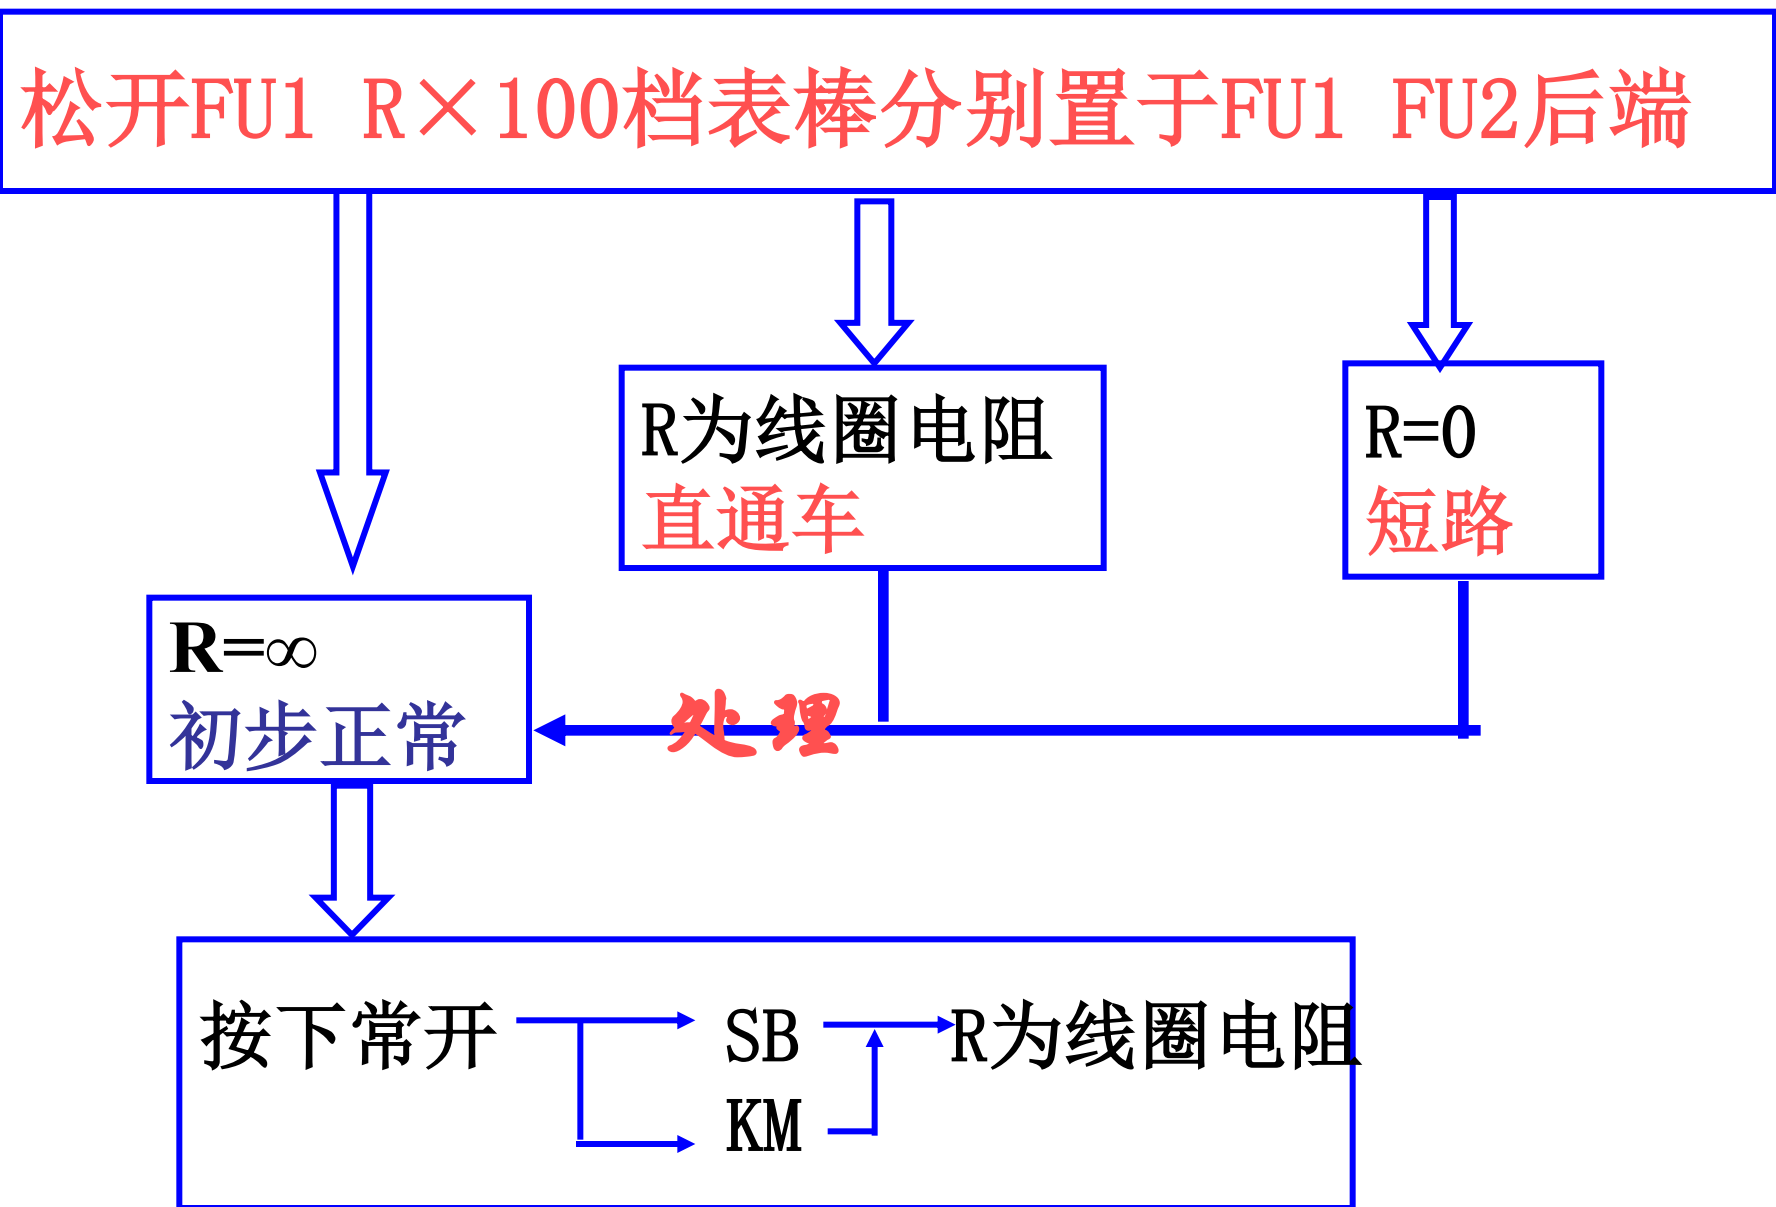 松开FU1 R×100档表棒分别置于FU1 FU2后端
R为线圈电阻
直通车
R=0
短路
R=∞
初步正常
处理
按下常开 SB R为线圈电阻
KM